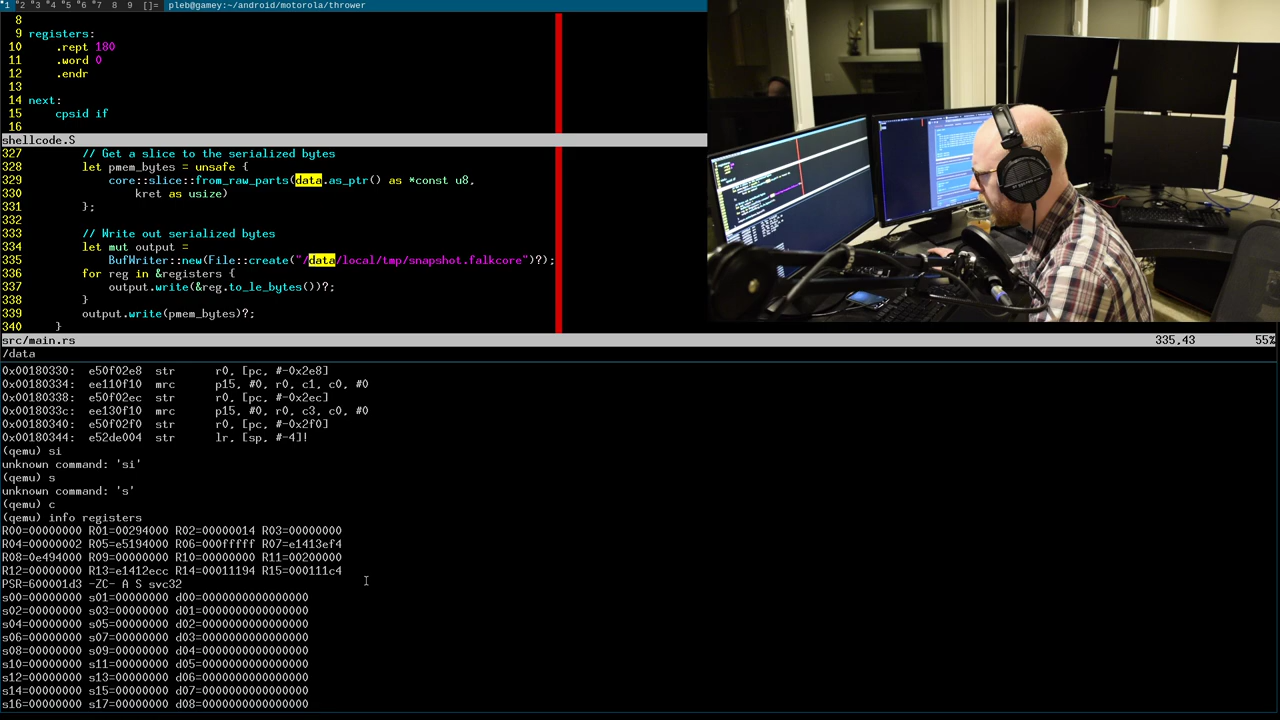 1 2 3 4 5 6 7 8 9 []= pleb@gamey:~/android/motorola/thrower
8
9 registers:
10 .rept 180
11 .word 0
12 .endr
13
14 next:
15 cpsid if
16
shellcode.S
327 // Get a slice to the serialized bytes
328 let pmem_bytes = unsafe {
329 core::slice::from_raw_parts(data.as_ptr() as *const u8,
330 kret as usize)
331 };
332
333 // Write out serialized bytes
334 let mut output =
335 BufWriter::new(File::create("/data/local/tmp/snapshot.falkcore")?);
336 for reg in &registers {
337 output.write(&reg.to_le_bytes())?;
338 }
339 output.write(pmem_bytes)?;
340 }
src/main.rs 335,43 55%
/data
0x00180330: e50f02e8 str r0, [pc, #-0x2e8]
0x00180334: ee110f10 mrc p15, #0, r0, c1, c0, #0
0x00180338: e50f02ec str r0, [pc, #-0x2ec]
0x0018033c: ee130f10 mrc p15, #0, r0, c3, c0, #0
0x00180340: e50f02f0 str r0, [pc, #-0x2f0]
0x00180344: e52de004 str lr, [sp, #-4]!
(qemu) si
unknown command: 'si'
(qemu) s
unknown command: 's'
(qemu) c
(qemu) info registers
R00=00000000 R01=00294000 R02=00000014 R03=00000000
R04=00000002 R05=e5194000 R06=000fffff R07=e1413ef4
R08=0e494000 R09=00000000 R10=00000000 R11=00200000
R12=00000000 R13=e1412ecc R14=00011194 R15=000111c4
PSR=600001d3 -ZC- A S svc32
s00=00000000 s01=00000000 d00=0000000000000000
s02=00000000 s03=00000000 d01=0000000000000000
s04=00000000 s05=00000000 d02=0000000000000000
s06=00000000 s07=00000000 d03=0000000000000000
s08=00000000 s09=00000000 d04=0000000000000000
s10=00000000 s11=00000000 d05=0000000000000000
s12=00000000 s13=00000000 d06=0000000000000000
s14=00000000 s15=00000000 d07=0000000000000000
s16=00000000 s17=00000000 d08=0000000000000000